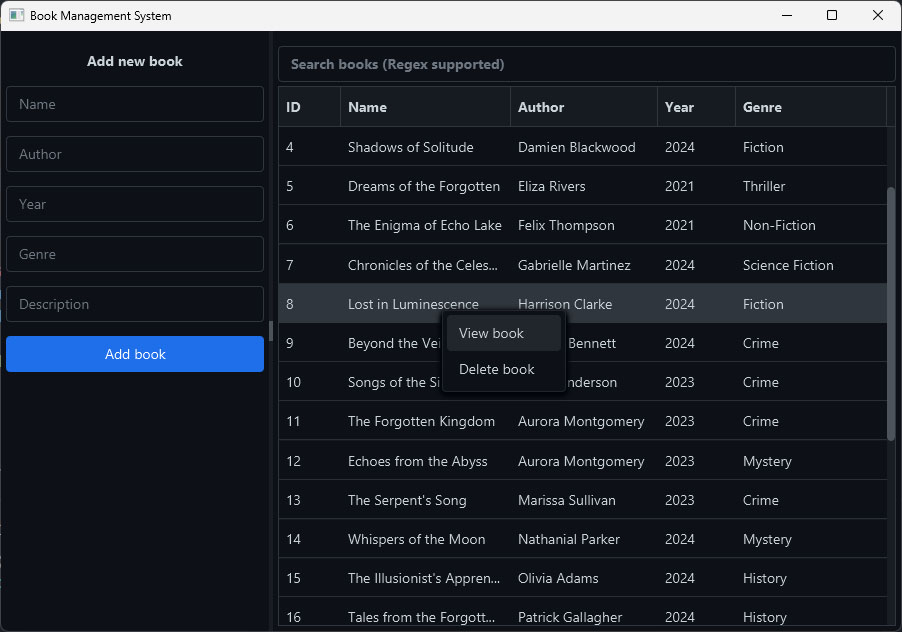 Book Management System
Add new book
Name
Author
Year
Genre
Description
Add book
Search books (Regex supported)
ID Name Author Year Genre
4 Shadows of Solitude Damien Blackwood 2024 Fiction
5 Dreams of the Forgotten Eliza Rivers 2021 Thriller
6 The Enigma of Echo Lake Felix Thompson 2021 Non-Fiction
7 Chronicles of the Celes... Gabrielle Martinez 2024 Science Fiction
8 Lost in Luminescence Harrison Clarke 2024 Fiction
View book
Delete book
9 Beyond the Bennett 2024 Crime
10 Songs of the 2023 Crime
11 The Forgotten Kingdom Aurora Montgomery 2023 Crime
12 Echoes from the Abyss Aurora Montgomery 2023 Mystery
13 The Serpent's Song Marissa Sullivan 2023 Crime
14 Whispers of the Moon Nathanial Parker 2024 Mystery
15 The Illusionist's Appren... Olivia Adams 2024 History
16 Tales from the Forgott... Patrick Gallagher 2024 History